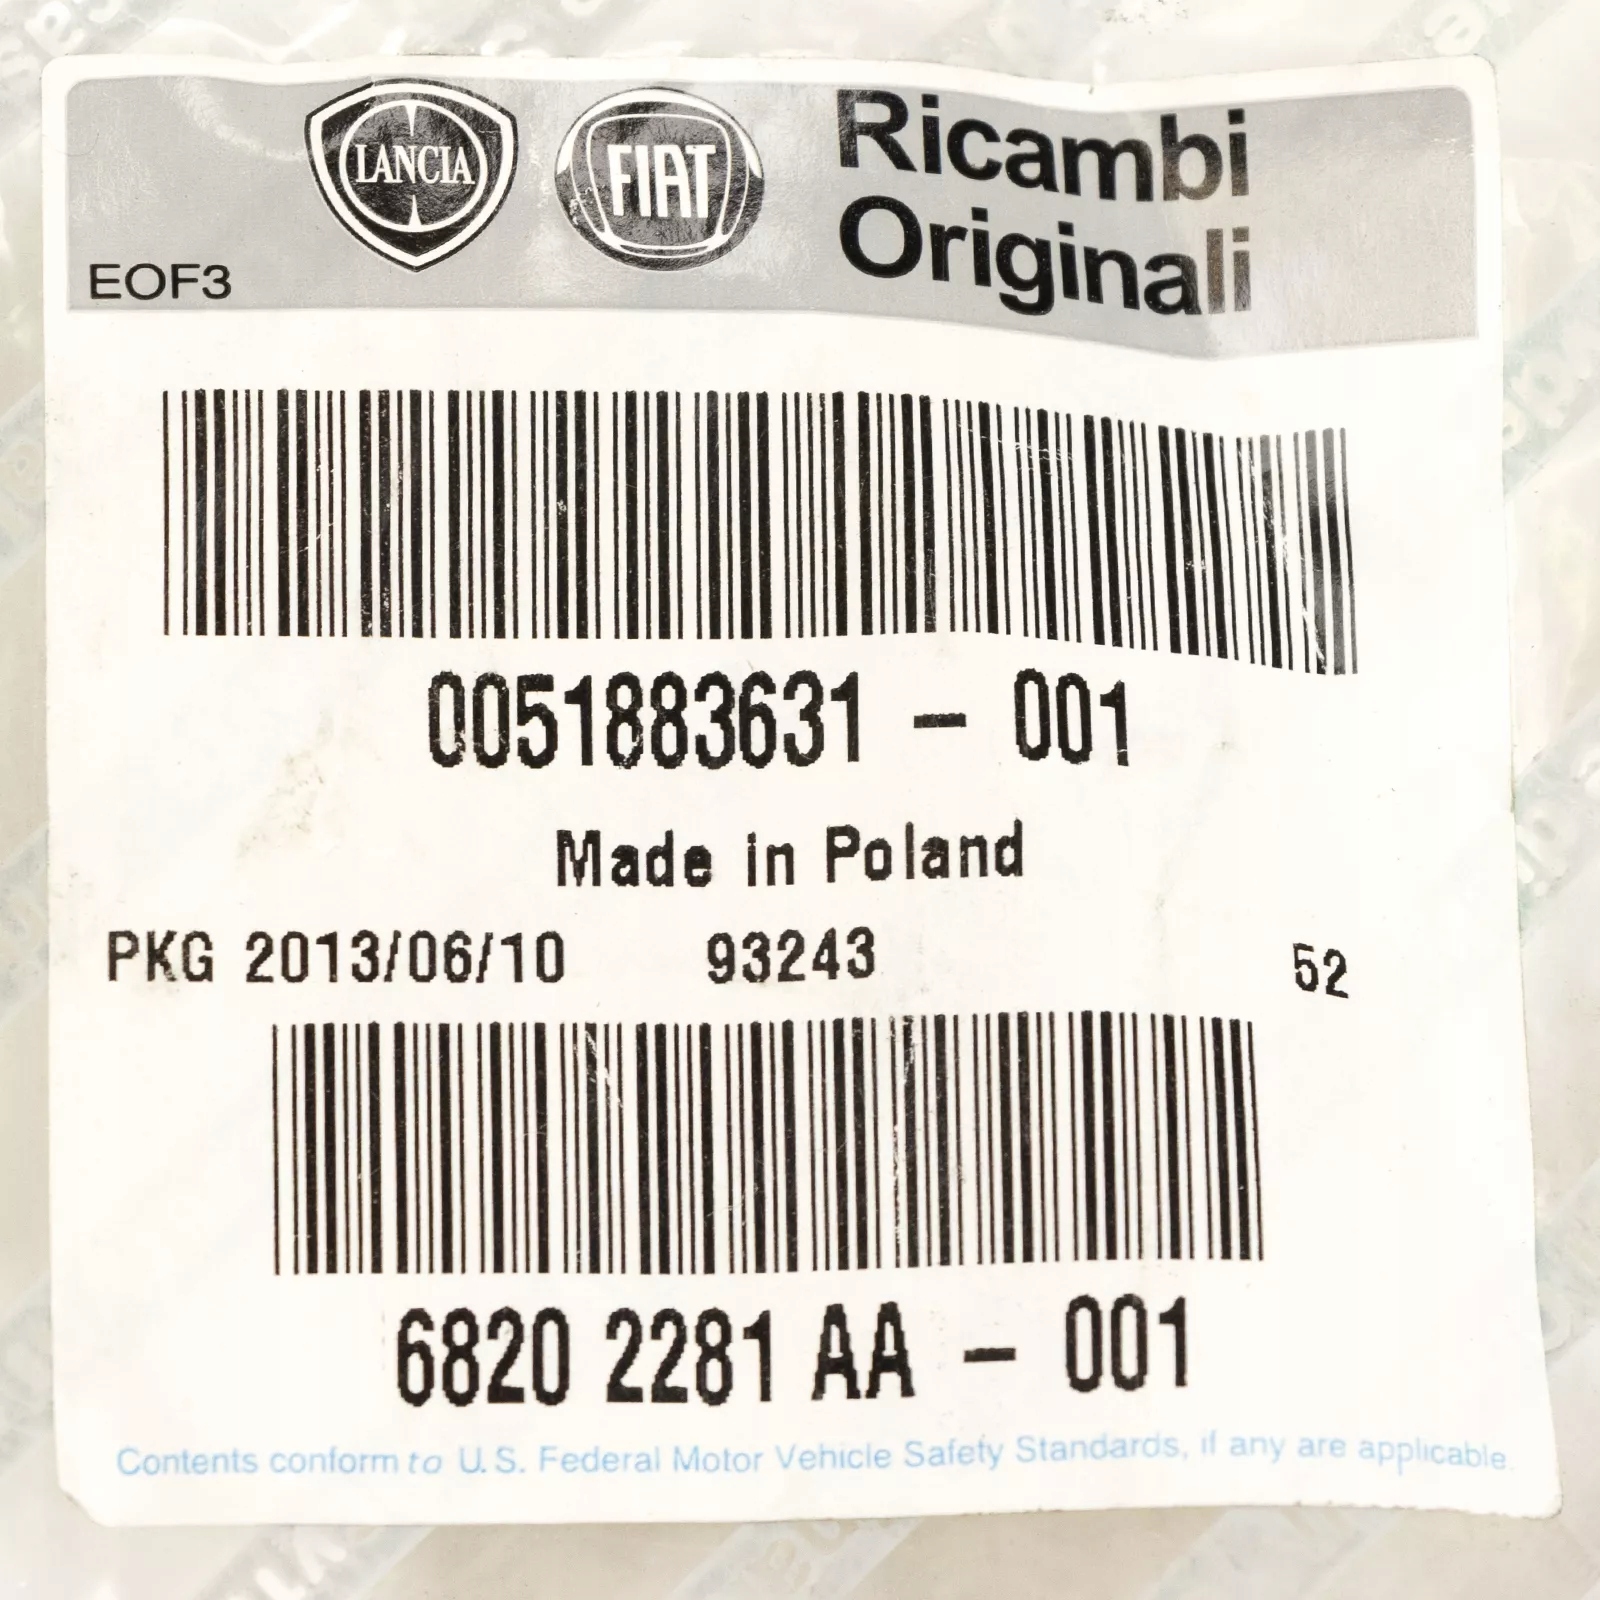 LANCIA
FIAT
Ricambi
Originali
EOF3
0051883631 - 001
Made in Poland
PKG 2013/06/10 93243 52
6820 2281 AA - 001
Contents conform to U.S. Federal Motor Vehicle Safety Standards, if any are applicable.